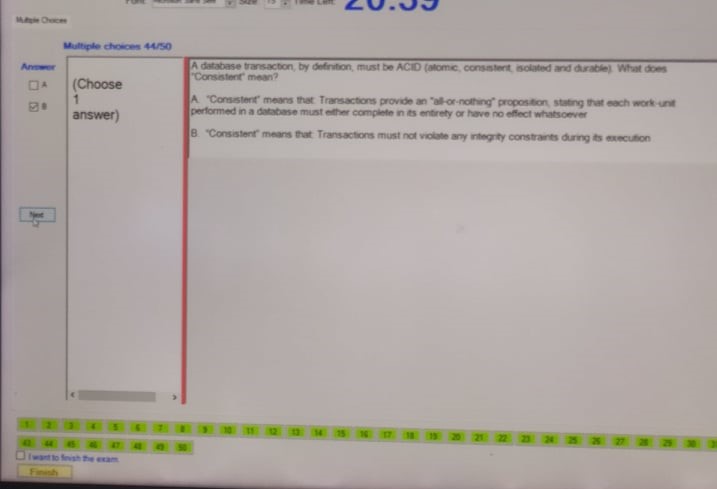 Size: 15 Time Left: 20:39
Multiple Choices
Multiple choices 44/50
Answer
A
B
(Choose
1
answer)
A database transaction, by definition, must be ACID (atomic, consistent, isolated and durable). What does
"Consistent" mean?
A. "Consistent" means that: Transactions provide an "all-or-nothing" proposition, stating that each work-unit
performed in a database must either complete in its entirety or have no effect whatsoever
B. "Consistent" means that: Transactions must not violate any integrity constraints during its execution
Next
1 2 3 4 5 6 7 8 9 10 11 12 13 14 15 16 17 18 19 20 21 22 23 24 25 26 27 28 29 30
43 44 45 46 47 48 49 50
I want to finish the exam.
Finish